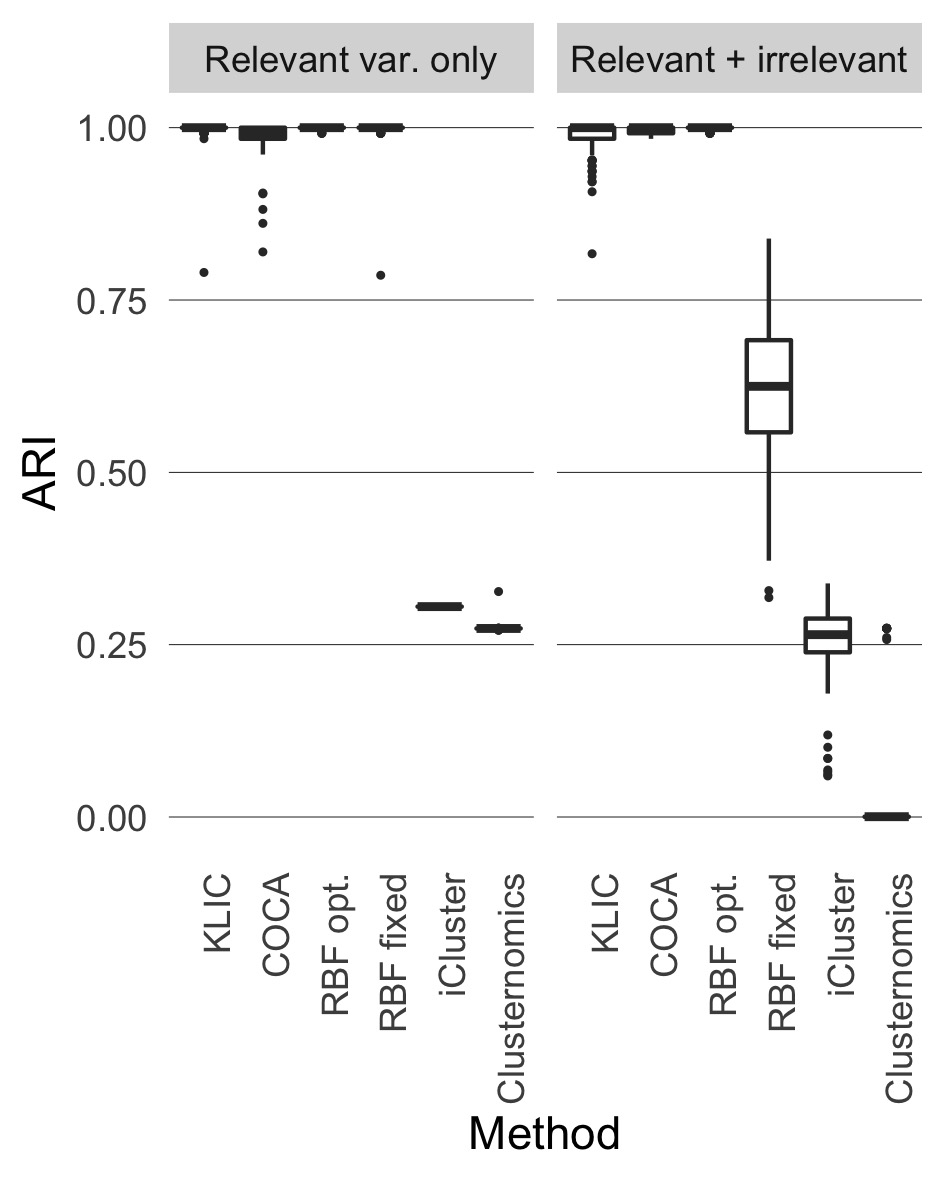 Relevant var. only
Relevant + irrelevant
1.00
0.75
0.50
0.25
0.00
ARI
KLIC
COCA
RBF opt.
RBF fixed
iCluster
Clusternomics
KLIC
COCA
RBF opt.
RBF fixed
iCluster
Clusternomics
Method